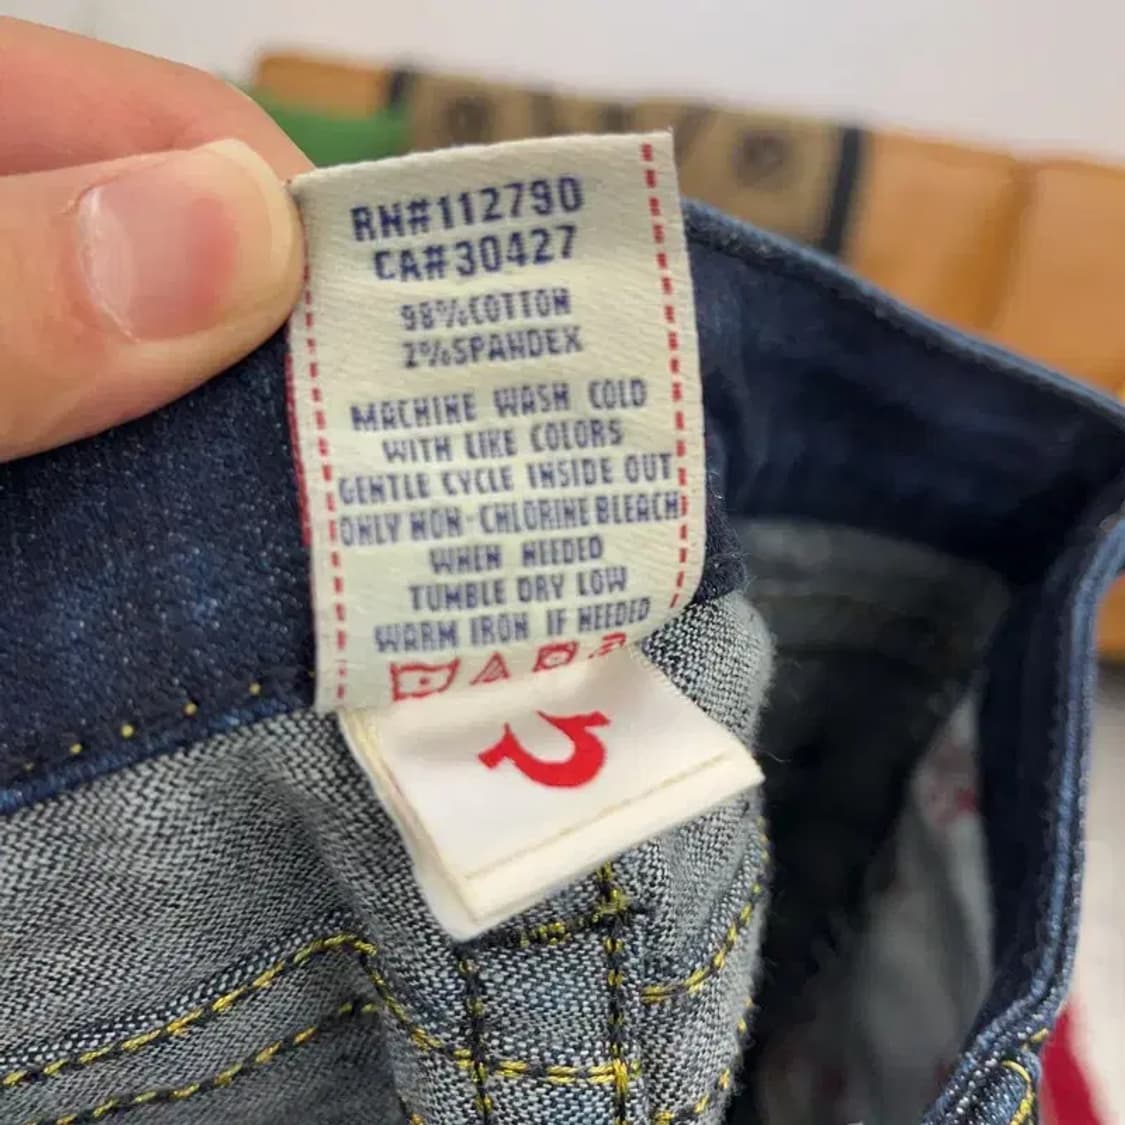 RN#112790
CA#30427
98%COTTON
2%SPANDEX
MACHINE WASH COLD
WITH LIKE COLORS
GENTLE CYCLE INSIDE OUT
ONLY NON-CHLORINE BLEACH
WHEN NEEDED
TUMBLE DRY LOW
WARM IRON IF NEEDED